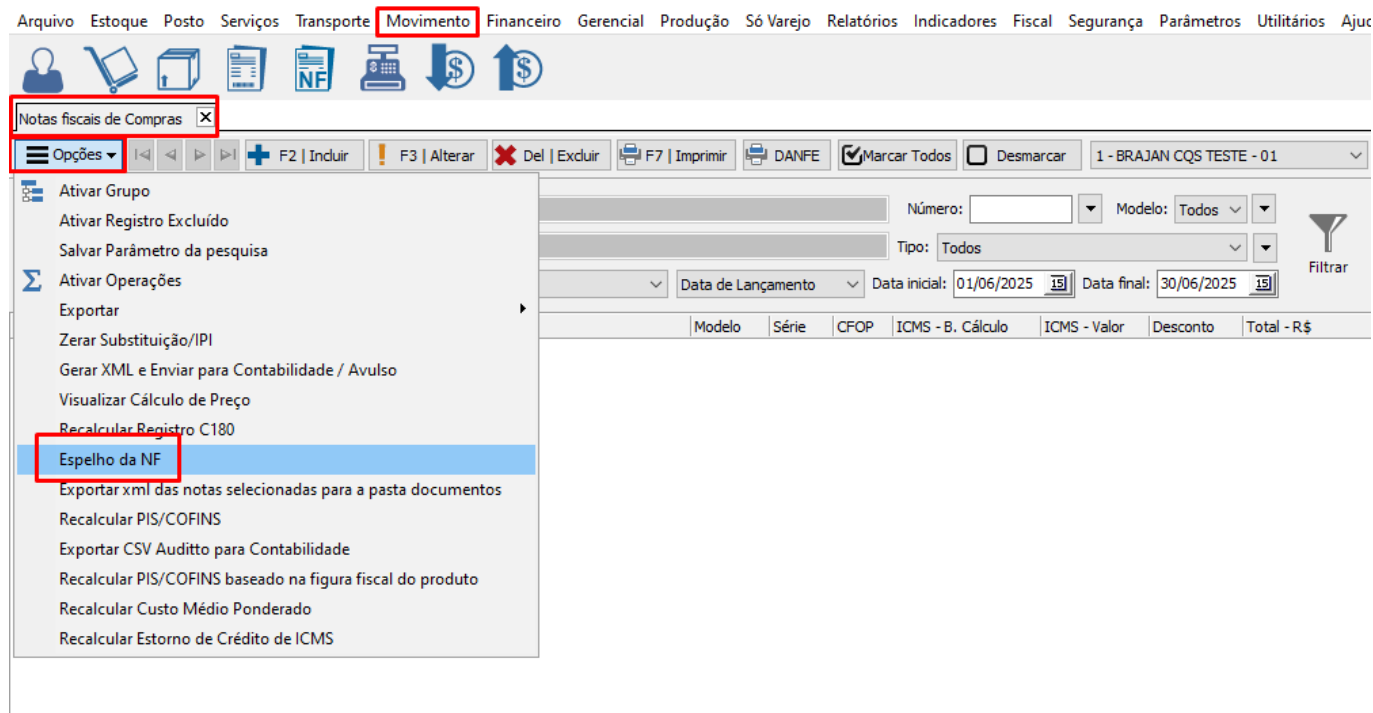 Arquivo Estoque Posto Serviços Transporte Movimento Financeiro Gerencial Produção Só Varejo Relatórios Indicadores Fiscal Segurança Parâmetros Utilitários Ajuc
NF
Notas fiscais de Compras
Opções F2 | Incluir F3 | Alterar Del | Excluir F7 | Imprimir DANFE Marcar Todos Desmarcar 1 - BRAJAN CQS TESTE - 01
Ativar Grupo
Número: Modelo: Todos
Ativar Registro Excluído
Salvar Parâmetro da pesquisa
Tipo: Todos
Filtrar
Ativar Operações
Data de Lançamento Data inicial: 01/06/2025 15 Data final: 30/06/2025 15
Exportar
Modelo Série CFOP ICMS - B. Cálculo ICMS - Valor Desconto Total - R$
Zerar Substituição/IPI
Gerar XML e Enviar para Contabilidade / Avulso
Visualizar Cálculo de Preço
Recalcular Registro C180
Espelho da NF
Exportar xml das notas selecionadas para a pasta documentos
Recalcular PIS/COFINS
Exportar CSV Auditto para Contabilidade
Recalcular PIS/COFINS baseado na figura fiscal do produto
Recalcular Custo Médio Ponderado
Recalcular Estorno de Crédito de ICMS